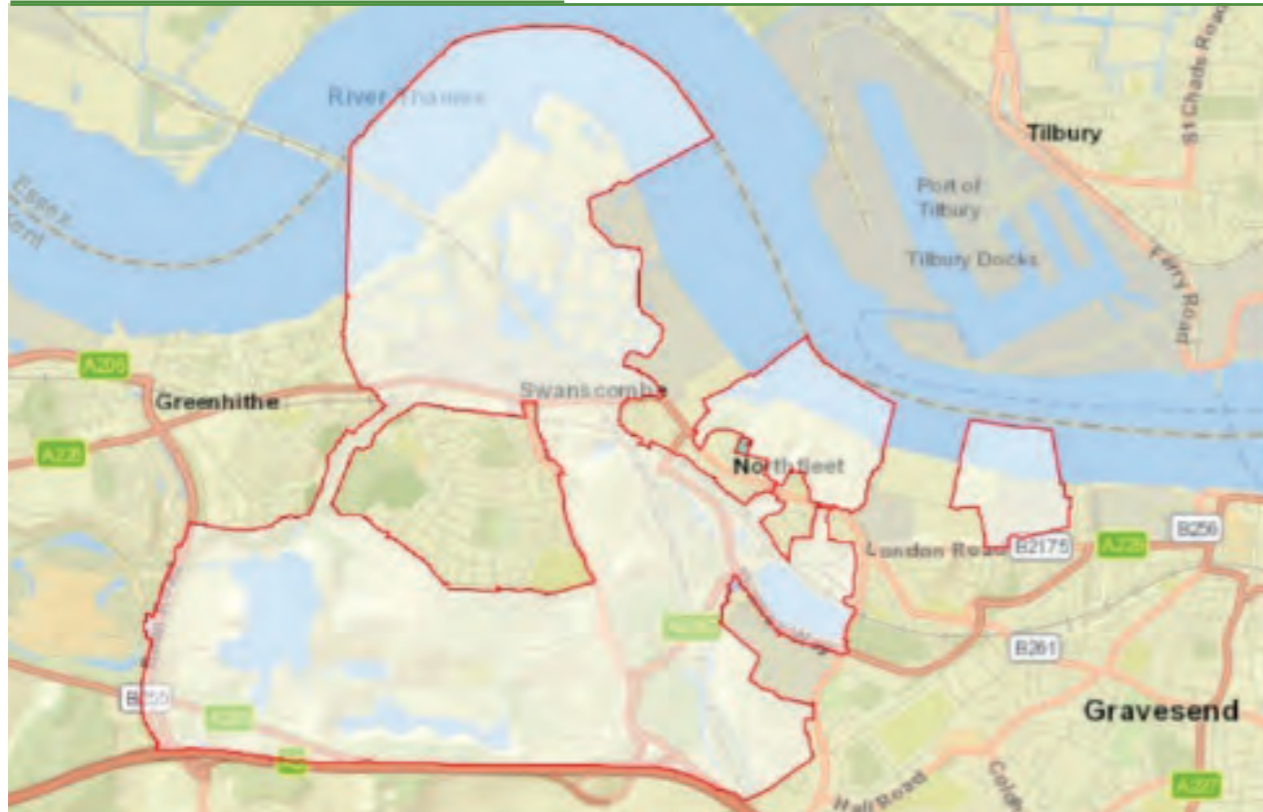 River Thames
Essex
Kent
Tilbury
St Chads Road
Port of
Tilbury
Tilbury Docks
Ferry Road
A206
Greenhithe
Swanscombe
A226
Northfleet
London Road
B2175
A226
B256
B261
B255
Gravesend
Hall Road
A227